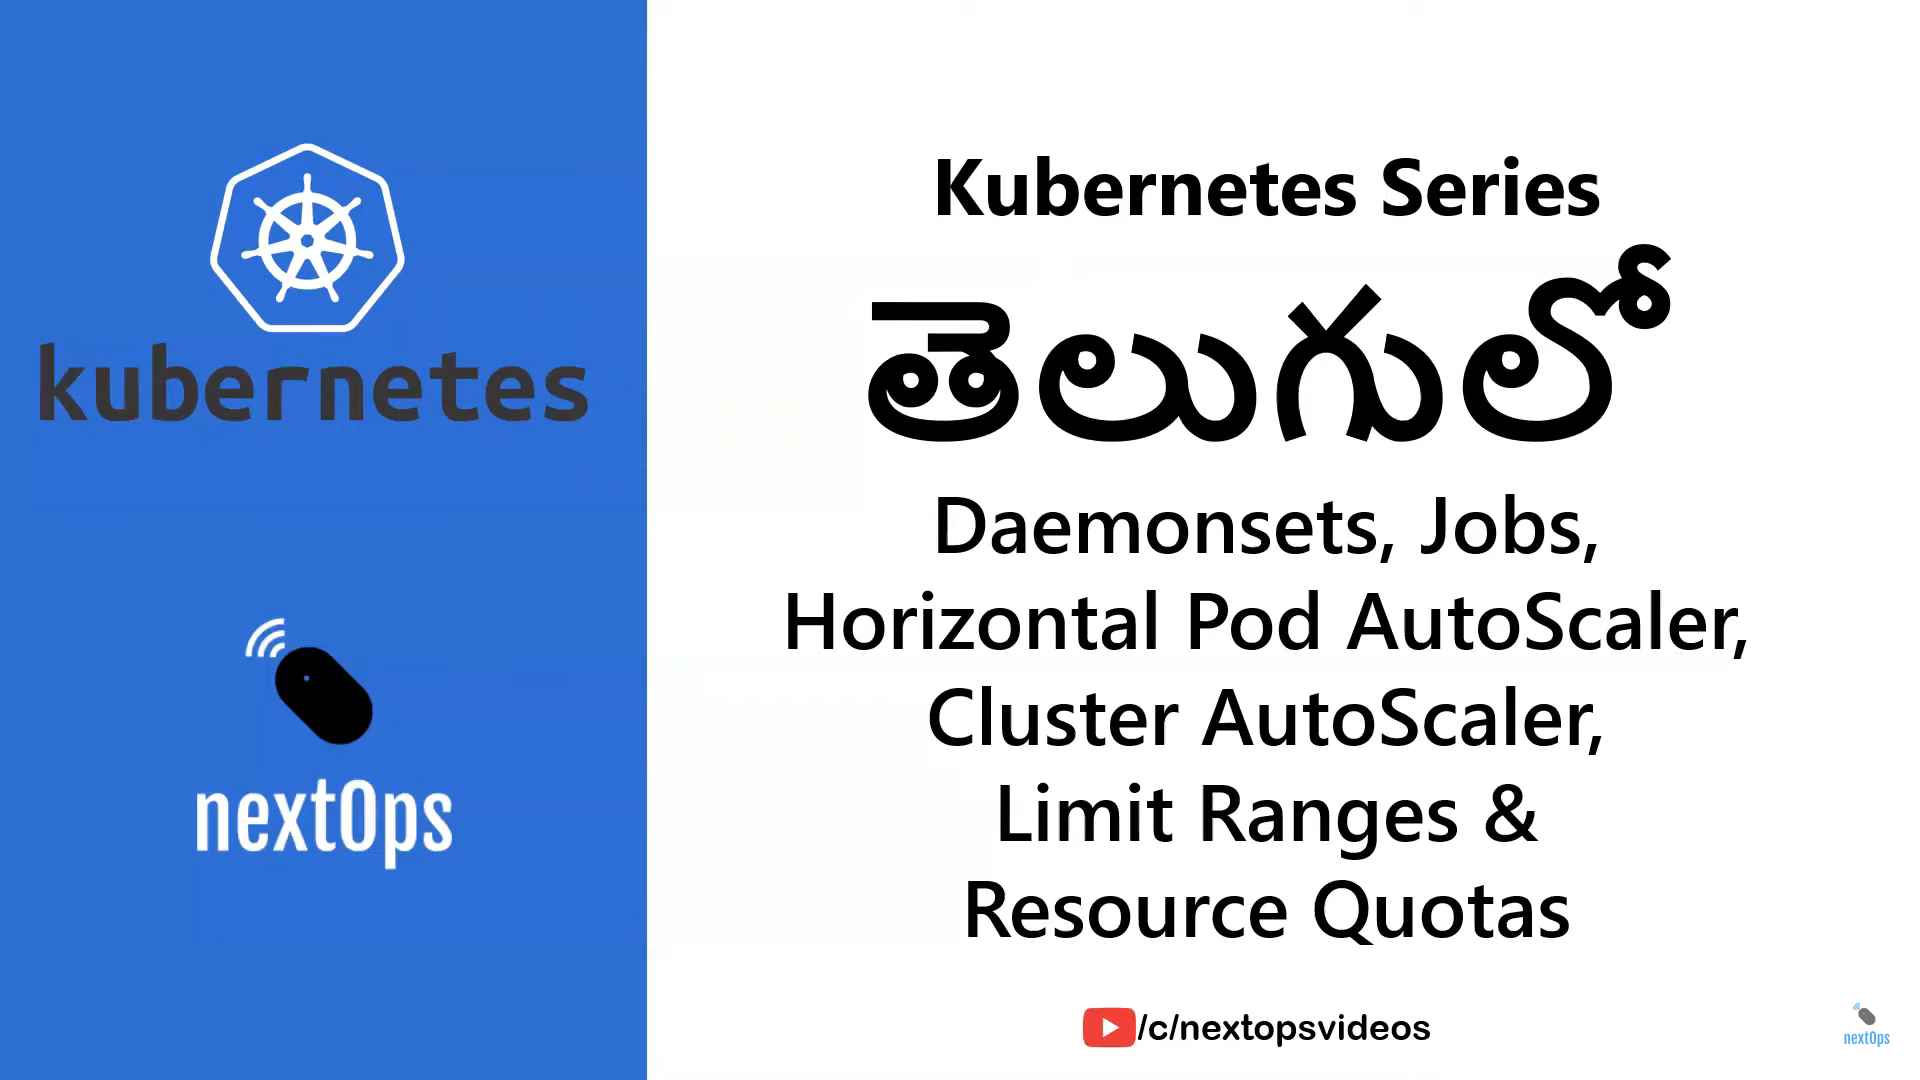 kubernetes
nextOps
Kubernetes Series
తెలుగులో
Daemonsets, Jobs,
Horizontal Pod AutoScaler,
Cluster AutoScaler,
Limit Ranges &
Resource Quotas
/c/nextopsvideos
nextOps